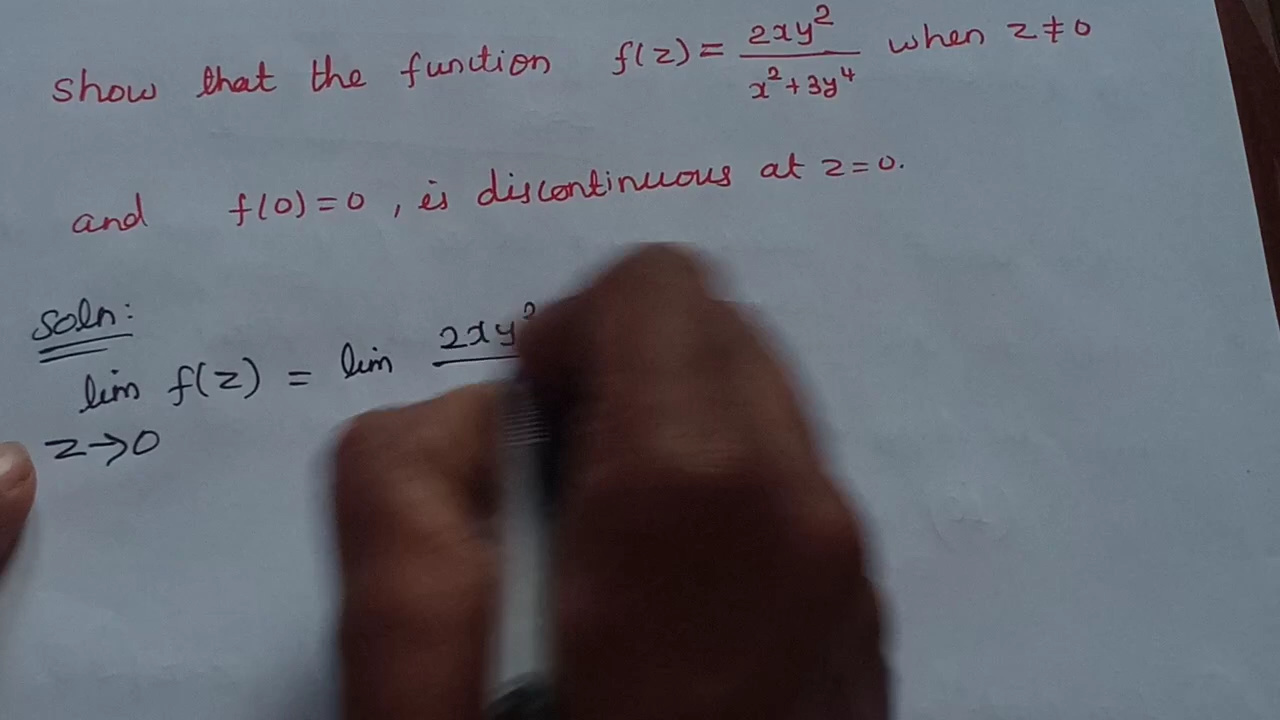 show that the function f(z) = 2xy² / x² + 3y⁴ when z ≠ 0
and f(0) = 0 , is discontinuous at z = 0.
Soln:
lim f(z) = lim 2xy²
z→0